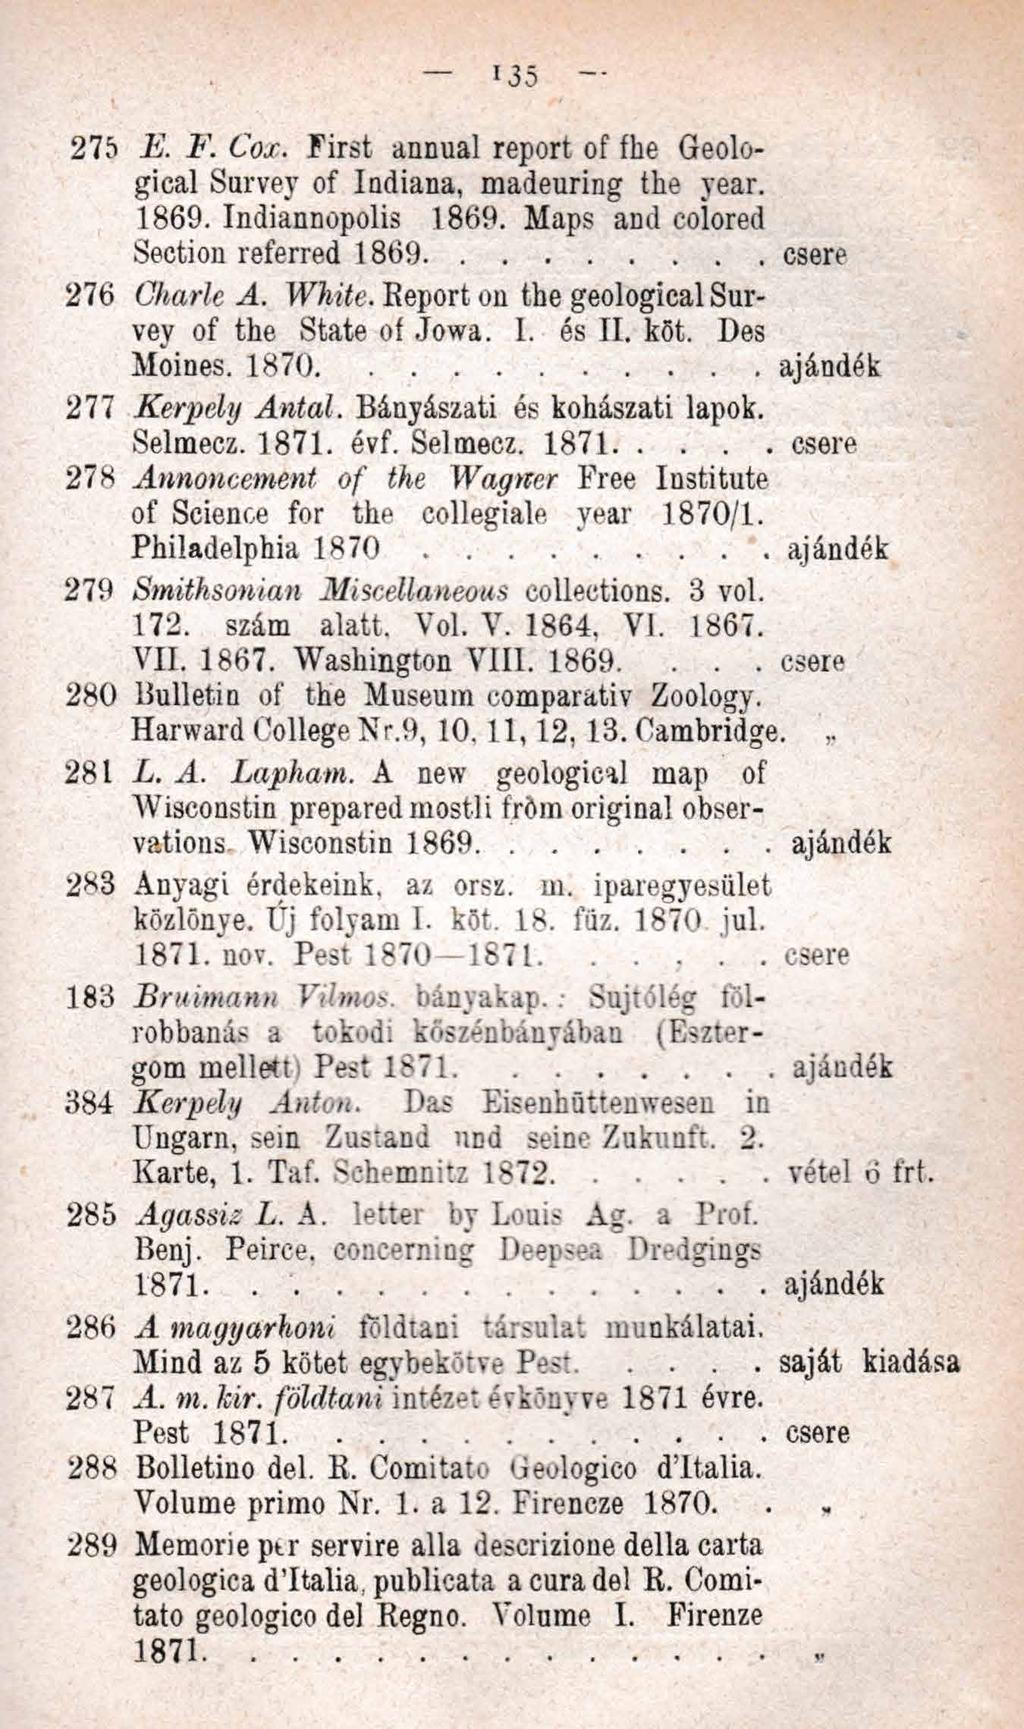 — 135 —
275 E. F. Cox. First annual report of fhe Geolo-
gical Survey of Indiana, madeuring the year.
1869. Indiannopolis 1869. Maps and colored
Section referred 1869. . . . . . . . . csere
276 Charle A. White. Report on the geological Sur-
vey of the State of Jowa. I. és II. köt. Des
Moines. 1870. . . . . . . . . . . ajándék
277 Kerpely Antal. Bányászati és kohászati lapok.
Selmecz. 1871. évf. Selmecz. 1871. . . . . csere
278 Annoncement of the Wagner Free Institute
of Science for the collegiale year 1870/1.
Philadelphia 1870 . . . . . . . . . ajándék
279 Smithsonian Miscellaneous collections. 3 vol.
172. szám alatt. Vol. V. 1864, VI. 1867.
VII. 1867. Washington VIII. 1869. . . . csere
280 Bulletin of the Museum comparativ Zoology.
Harward College Nr.9, 10, 11, 12, 13. Cambridge. „
281 L. A. Lapham. A new geological map of
Wisconstin prepared mostli fròm original obser-
vations. Wisconstin 1869. . . . . . . . ajándék
283 Anyagi érdekeink, az orsz. m. iparegyesület
közlönye. Új folyam I. köt. 18. füz. 1870 jul.
1871. nov. Pest 1870—1871. . . . . . csere
183 Bruimann Vilmos. bányakap. : Sujtólég föl-
robbanás a tokodi kőszénbányában (Eszter-
gom mellett) Pest 1871. . . . . . . . ajándék
384 Kerpely Anton. Das Eisenhüttenwesen in
Ungarn, sein Zustand und seine Zukunft. 2.
Karte, 1. Taf. Schemnitz 1872. . . . . . vétel 6 frt.
285 Agassiz L. A. letter by Louis Ag. a Prof.
Benj. Peirce, concerning Deepsea Dredgings
1871. . . . . . . . . . . . . . ajándék
286 A magyarhoni földtani társulat munkálatai.
Mind az 5 kötet egybekötve Pest. . . . . saját kiadása
287 A. m. kir. földtani intézet évkönyve 1871 évre.
Pest 1871. . . . . . . . . . . . csere
288 Bolletino del. R. Comitato Geologico d'Italia.
Volume primo Nr. 1. a 12. Firencze 1870. . „
289 Memorie per servire alla descrizione della carta
geologica d'Italia, publicata a cura del R. Comi-
tato geologico del Regno. Volume I. Firenze
1871. . . . . . . . . . . . . . . „